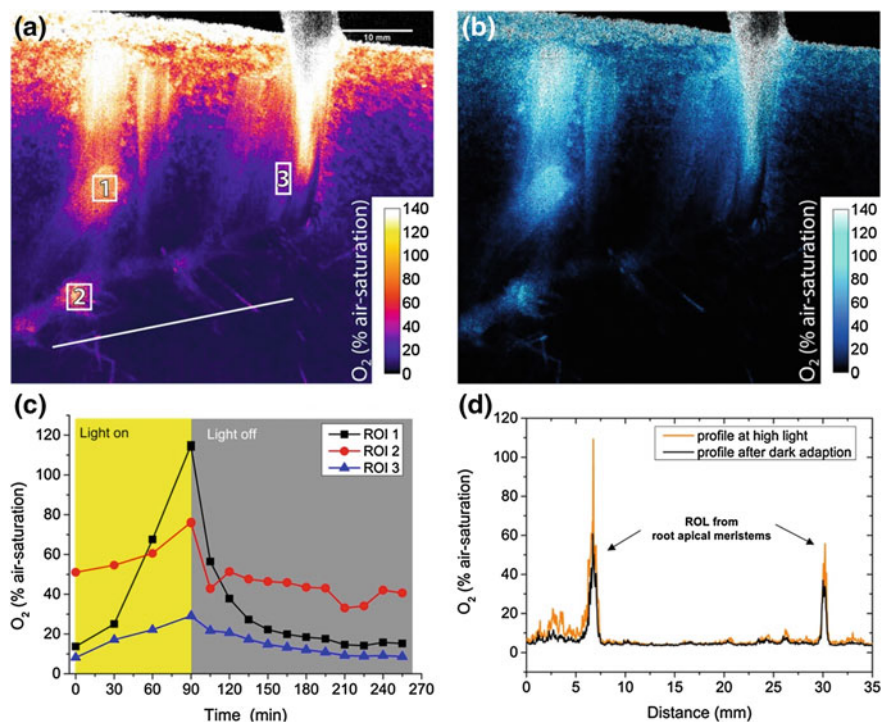 (a)
10 mm
1
3
2
140
120
100
80
60
40
20
0
O2 (% air-saturation)
(b)
140
120
100
80
60
40
20
0
O2 (% air-saturation)
(c)
Light on
Light off
ROI 1
ROI 2
ROI 3
120
100
80
60
40
20
0
O2 (% air-saturation)
0 30 60 90 120 150 180 210 240 270
Time (min)
(d)
profile at high light
profile after dark adaption
ROL from
root apical meristems
120
100
80
60
40
20
0
O2 (% air-saturation)
0 5 10 15 20 25 30 35
Distance (mm)